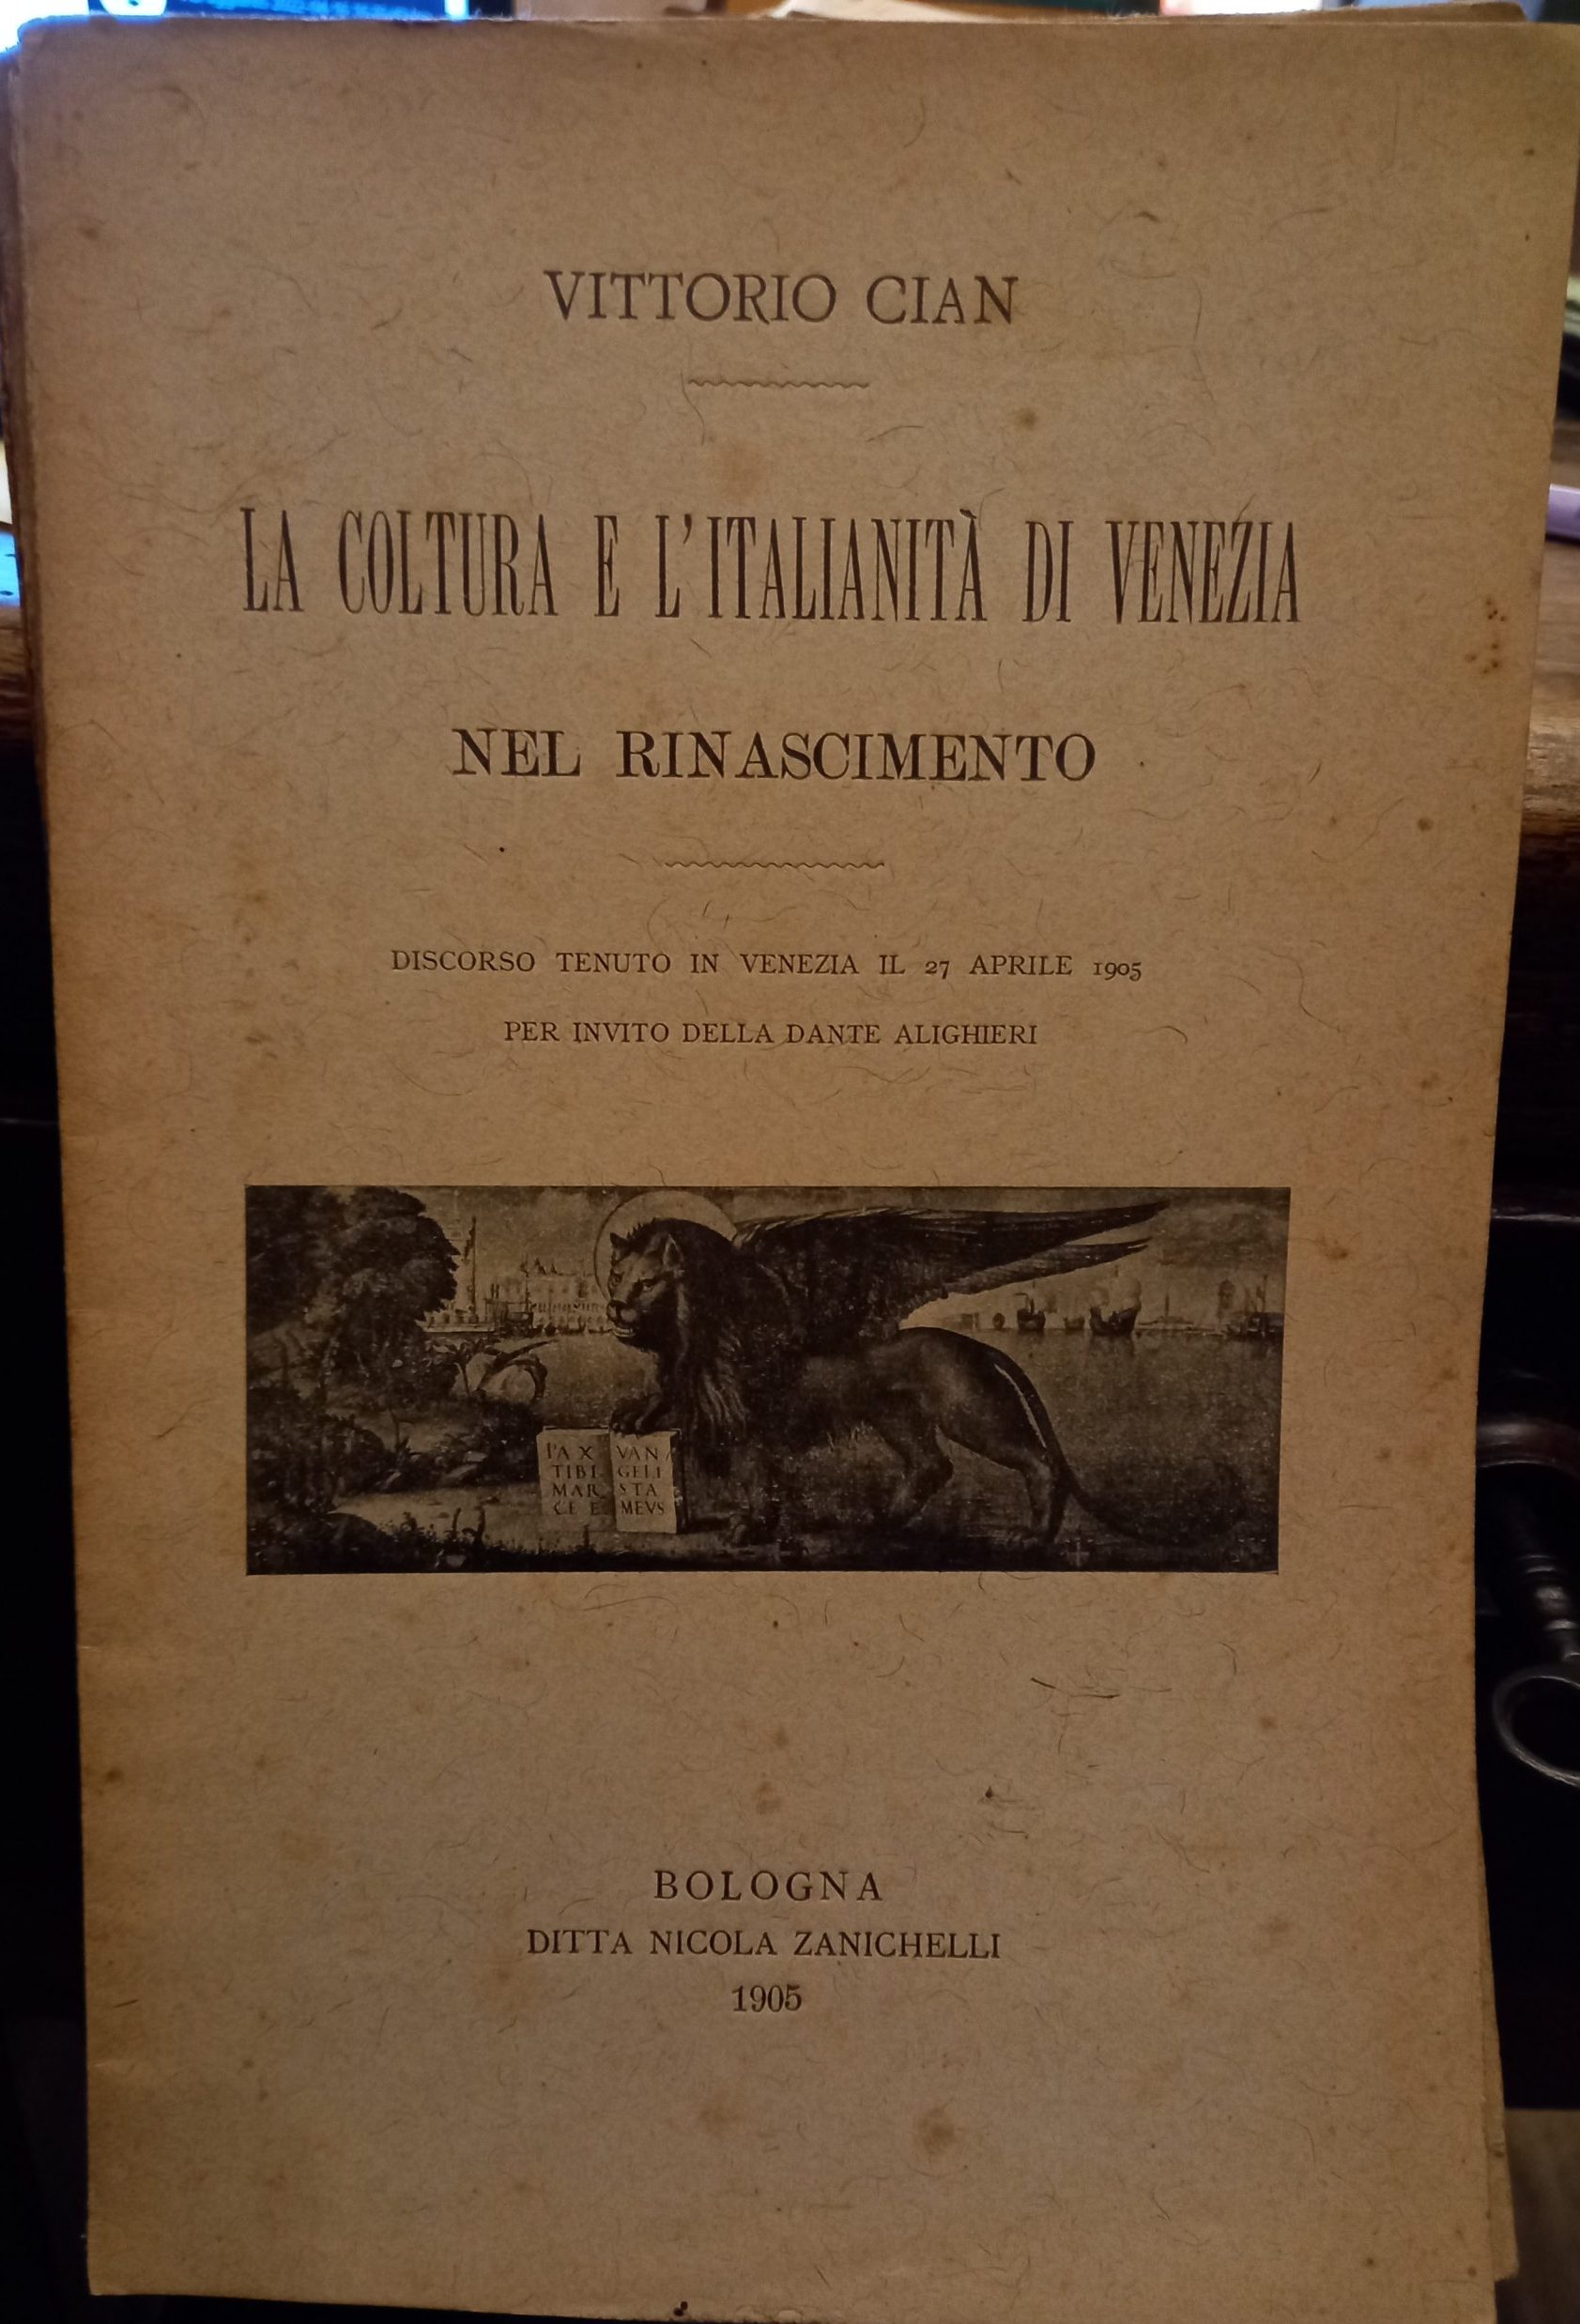 VITTORIO CIAN
LA COLTURA E L'ITALIANITÀ DI VENEZIA
NEL RINASCIMENTO
DISCORSO TENUTO IN VENEZIA IL 27 APRILE 1905
PER INVITO DELLA DANTE ALIGHIERI
PAX
TIBI
MAR
CE E
VAN
GELI
STA
MEVS
BOLOGNA
DITTA NICOLA ZANICHELLI
1905